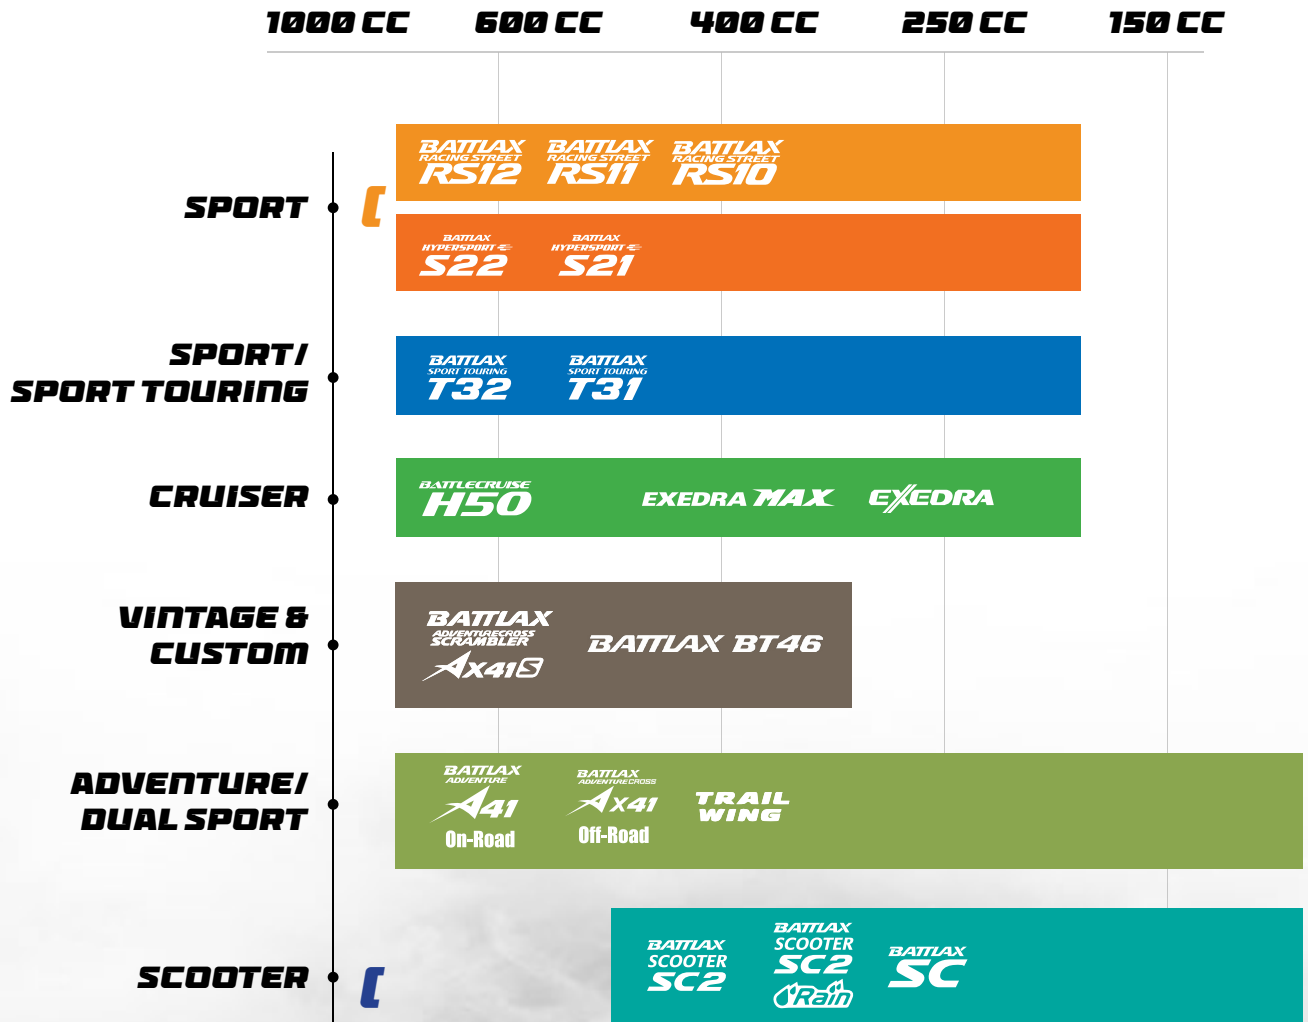 1000 CC 600 CC 400 CC 250 CC 150 CC
SPORT
BATTLAX
RACING STREET
RS12
BATTLAX
RACING STREET
RS11
BATTLAX
RACING STREET
RS10
BATTLAX
HYPERSPORT
S22
BATTLAX
HYPERSPORT
S21
SPORT/
SPORT TOURING
BATTLAX
SPORT TOURING
T32
BATTLAX
SPORT TOURING
T31
CRUISER
BATTLECRUISE
H50
EXEDRA MAX
EXEDRA
VINTAGE &
CUSTOM
BATTLAX
ADVENTURECROSS
SCRAMBLER
AX41S
BATTLAX BT46
ADVENTURE/
DUAL SPORT
BATTLAX
ADVENTURE
A41
On-Road
BATTLAX
ADVENTURECROSS
AX41
Off-Road
TRAIL
WING
SCOOTER
BATTLAX
SCOOTER
SC2
BATTLAX
SCOOTER
SC2
Rain
BATTLAX
SC